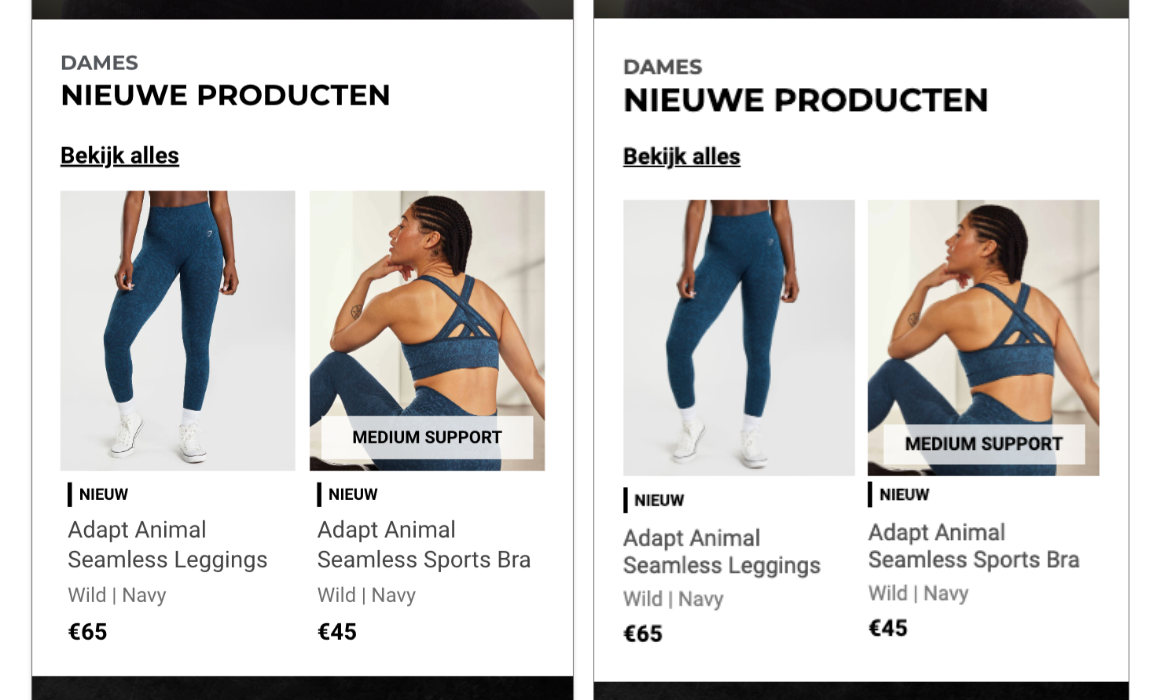 DAMES
NIEUWE PRODUCTEN
Bekijk alles
MEDIUM SUPPORT
NIEUW
Adapt Animal
Seamless Leggings
Wild | Navy
€65
NIEUW
Adapt Animal
Seamless Sports Bra
Wild | Navy
€45
DAMES
NIEUWE PRODUCTEN
Bekijk alles
MEDIUM SUPPORT
NIEUW
Adapt Animal
Seamless Leggings
Wild | Navy
€65
NIEUW
Adapt Animal
Seamless Sports Bra
Wild | Navy
€45